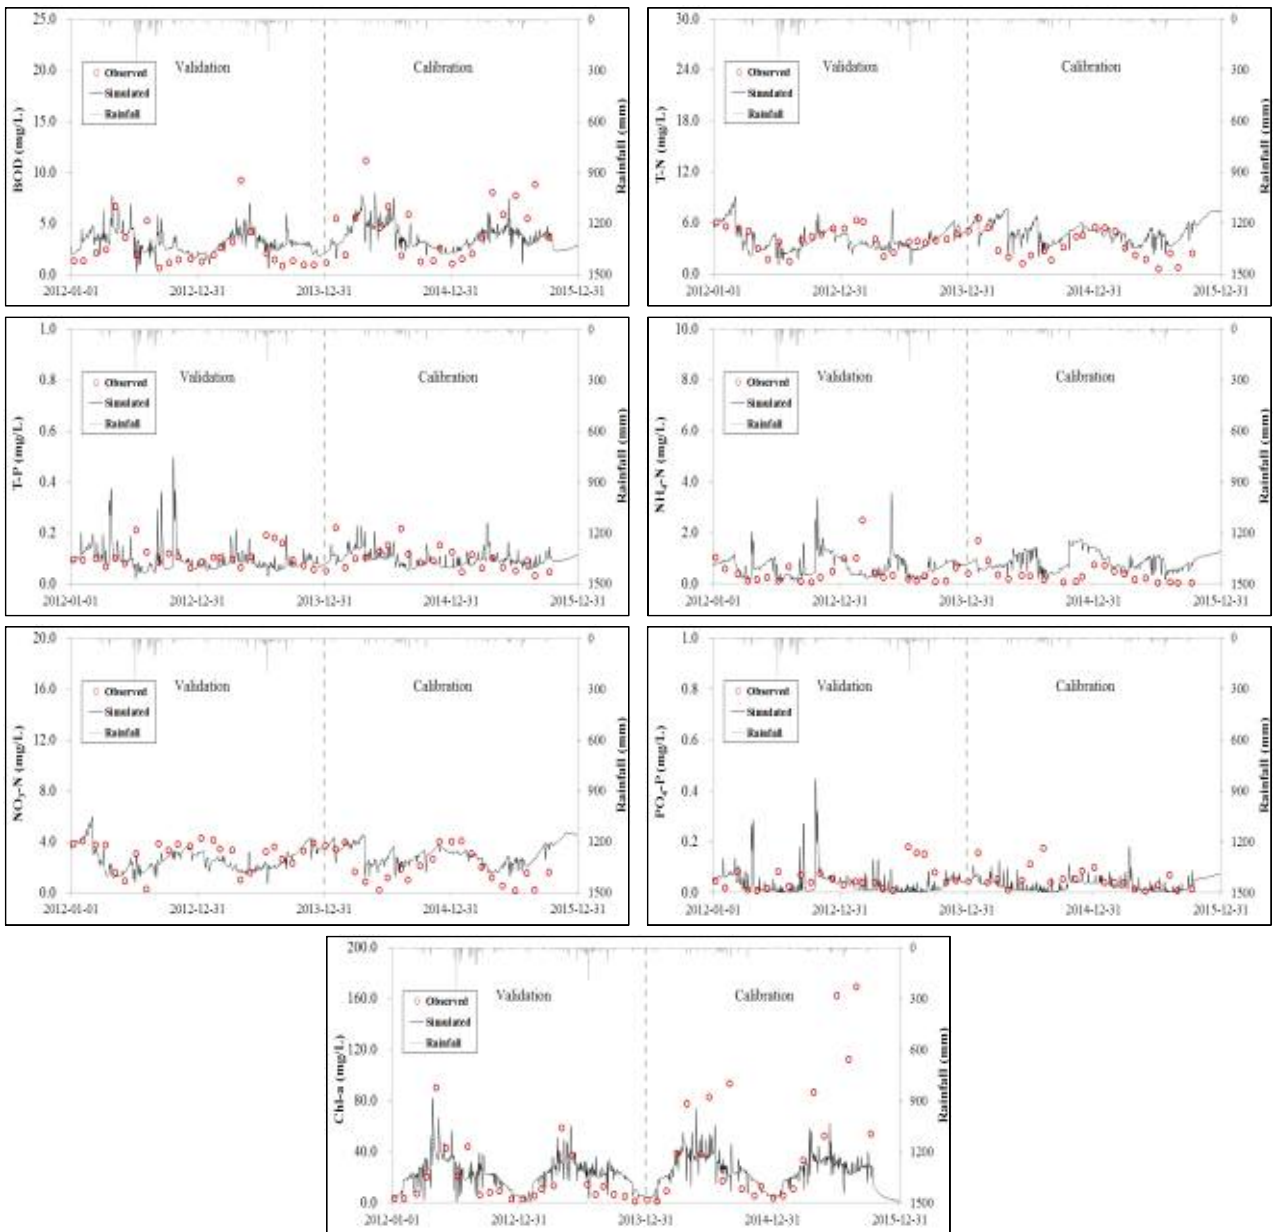 25.0
20.0
15.0
10.0
5.0
0.0
BOD (mg/L)
Observed
Simulated
Rainfall
Validation
Calibration
0
300
600
900
1200
1500
Rainfall (mm)
2012-01-01 2012-12-31 2013-12-31 2014-12-31 2015-12-31
30.0
24.0
18.0
12.0
6.0
0.0
T-N (mg/L)
Observed
Simulated
Rainfall
Validation
Calibration
0
300
600
900
1200
1500
Rainfall (mm)
2012-01-01 2012-12-31 2013-12-31 2014-12-31 2015-12-31
1.0
0.8
0.6
0.4
0.2
0.0
T-P (mg/L)
Observed
Simulated
Rainfall
Validation
Calibration
0
300
600
900
1200
1500
Rainfall (mm)
2012-01-01 2012-12-31 2013-12-31 2014-12-31 2015-12-31
10.0
8.0
6.0
4.0
2.0
0.0
NH₄-N (mg/L)
Observed
Simulated
Rainfall
Validation
Calibration
0
300
600
900
1200
1500
Rainfall (mm)
2012-01-01 2012-12-31 2013-12-31 2014-12-31 2015-12-31
20.0
16.0
12.0
8.0
4.0
0.0
NO₃-N (mg/L)
Observed
Simulated
Rainfall
Validation
Calibration
0
300
600
900
1200
1500
Rainfall (mm)
2012-01-01 2012-12-31 2013-12-31 2014-12-31 2015-12-31
1.0
0.8
0.6
0.4
0.2
0.0
PO₄-P (mg/L)
Observed
Simulated
Rainfall
Validation
Calibration
0
300
600
900
1200
1500
Rainfall (mm)
2012-01-01 2012-12-31 2013-12-31 2014-12-31 2015-12-31
200.0
160.0
120.0
80.0
40.0
0.0
Chl-a (mg/L)
Observed
Simulated
Rainfall
Validation
Calibration
0
300
600
900
1200
1500
Rainfall (mm)
2012-01-01 2012-12-31 2013-12-31 2014-12-31 2015-12-31